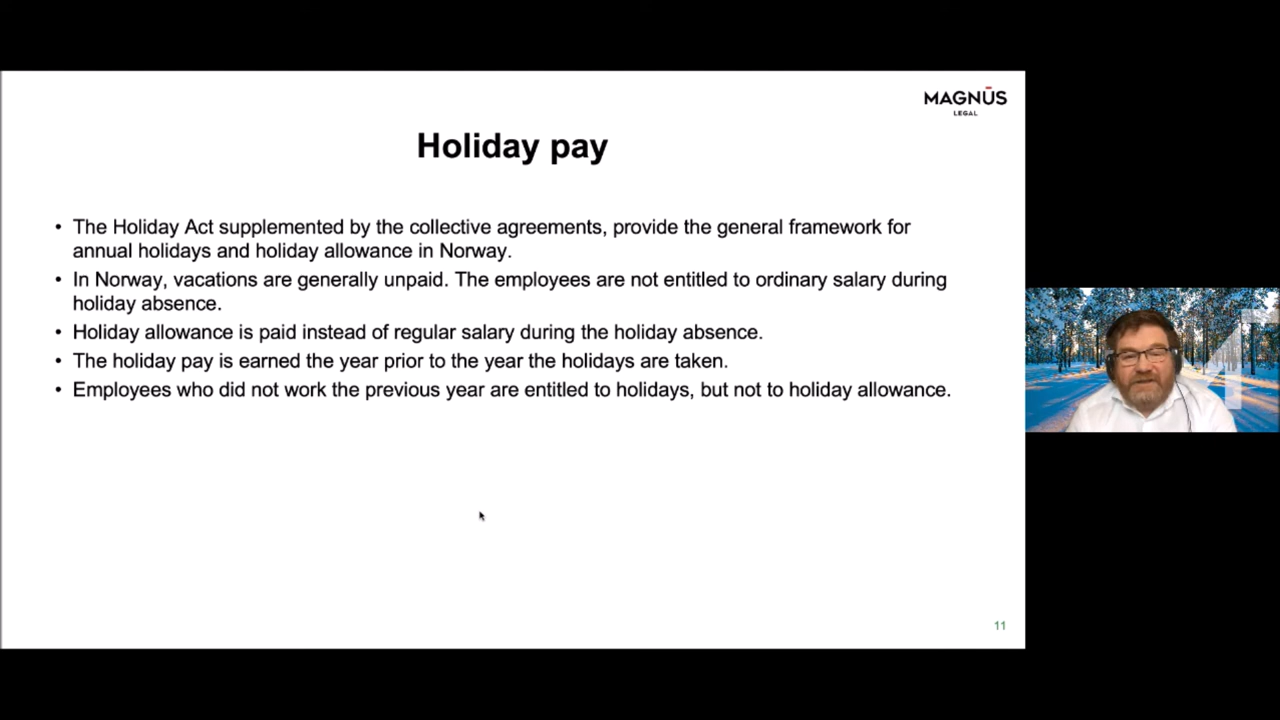 MAGNŪS
LEGAL
Holiday pay
• The Holiday Act supplemented by the collective agreements, provide the general framework for
annual holidays and holiday allowance in Norway.
• In Norway, vacations are generally unpaid. The employees are not entitled to ordinary salary during
holiday absence.
• Holiday allowance is paid instead of regular salary during the holiday absence.
• The holiday pay is earned the year prior to the year the holidays are taken.
• Employees who did not work the previous year are entitled to holidays, but not to holiday allowance.
11